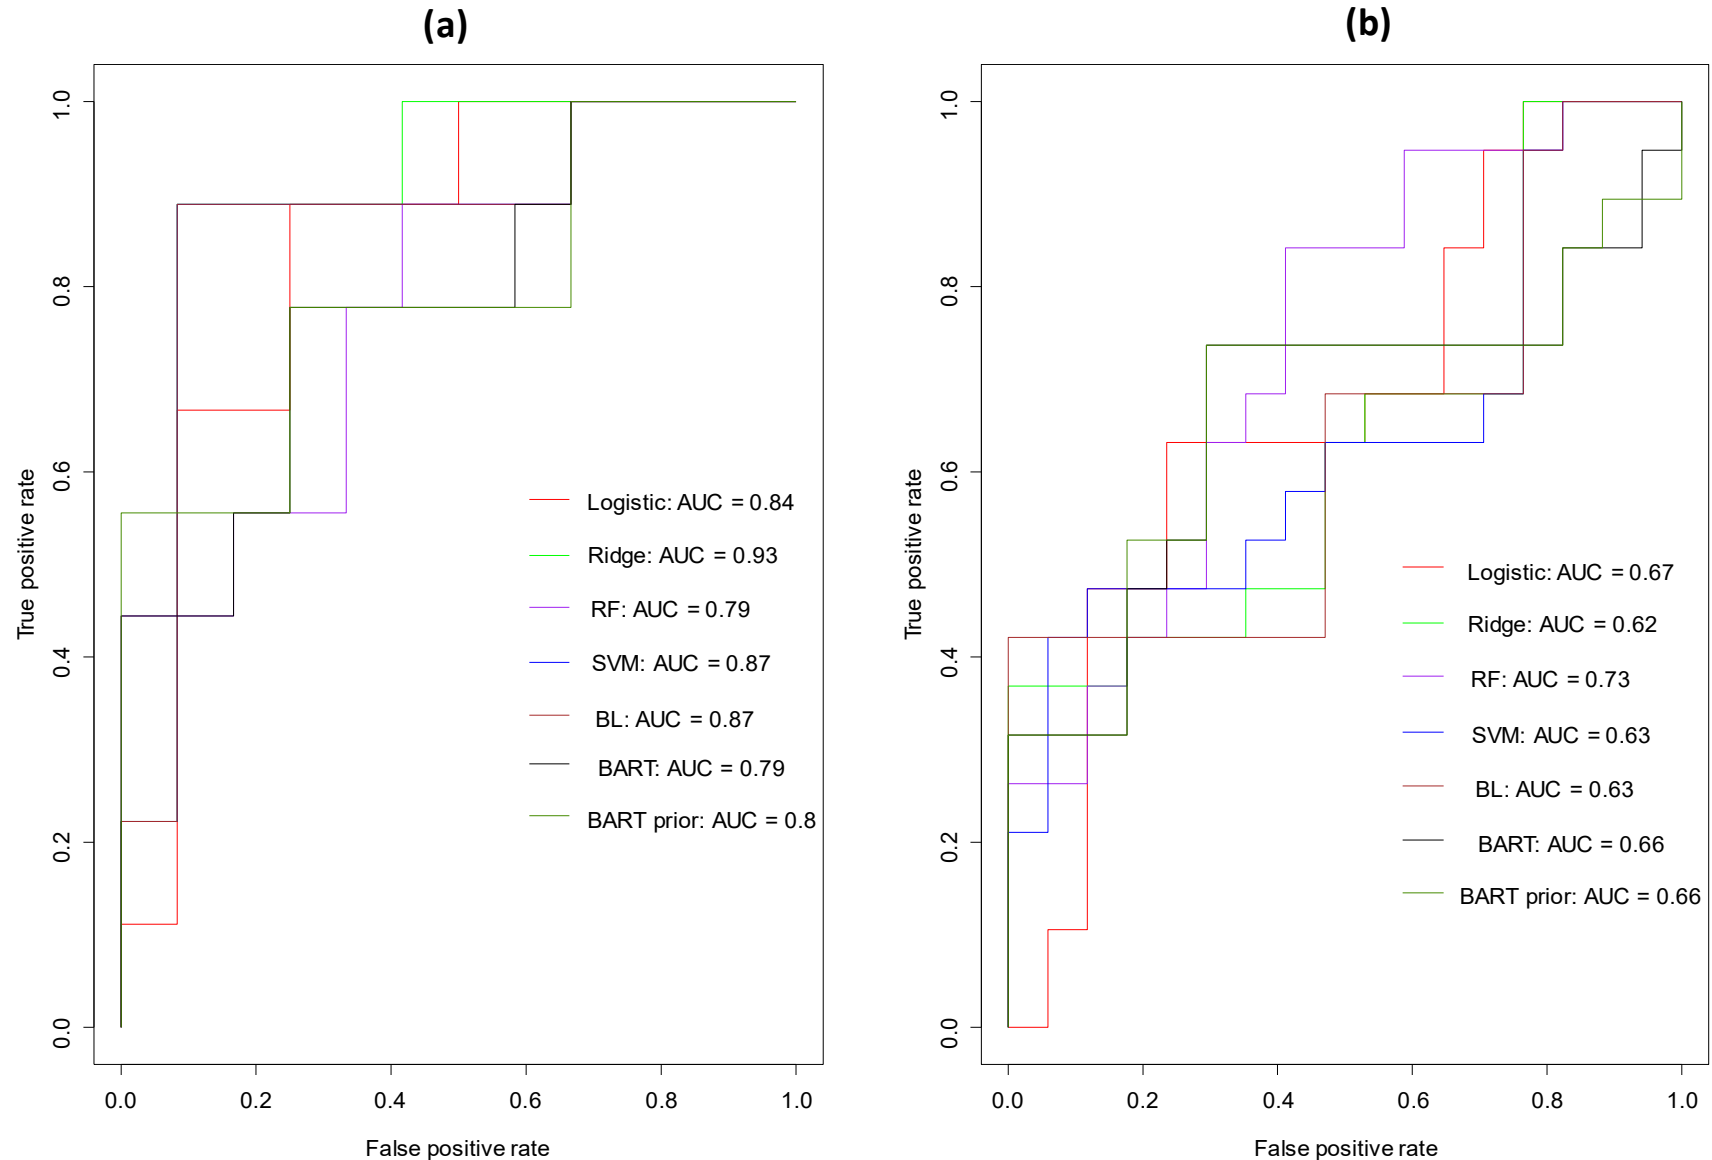 (a)
(b)
True positive rate
1.0
0.8
0.6
0.4
0.2
0.0
Logistic: AUC = 0.84
Ridge: AUC = 0.93
RF: AUC = 0.79
SVM: AUC = 0.87
BL: AUC = 0.87
BART: AUC = 0.79
BART prior: AUC = 0.8
0.0 0.2 0.4 0.6 0.8 1.0
False positive rate
True positive rate
1.0
0.8
0.6
0.4
0.2
0.0
Logistic: AUC = 0.67
Ridge: AUC = 0.62
RF: AUC = 0.73
SVM: AUC = 0.63
BL: AUC = 0.63
BART: AUC = 0.66
BART prior: AUC = 0.66
0.0 0.2 0.4 0.6 0.8 1.0
False positive rate